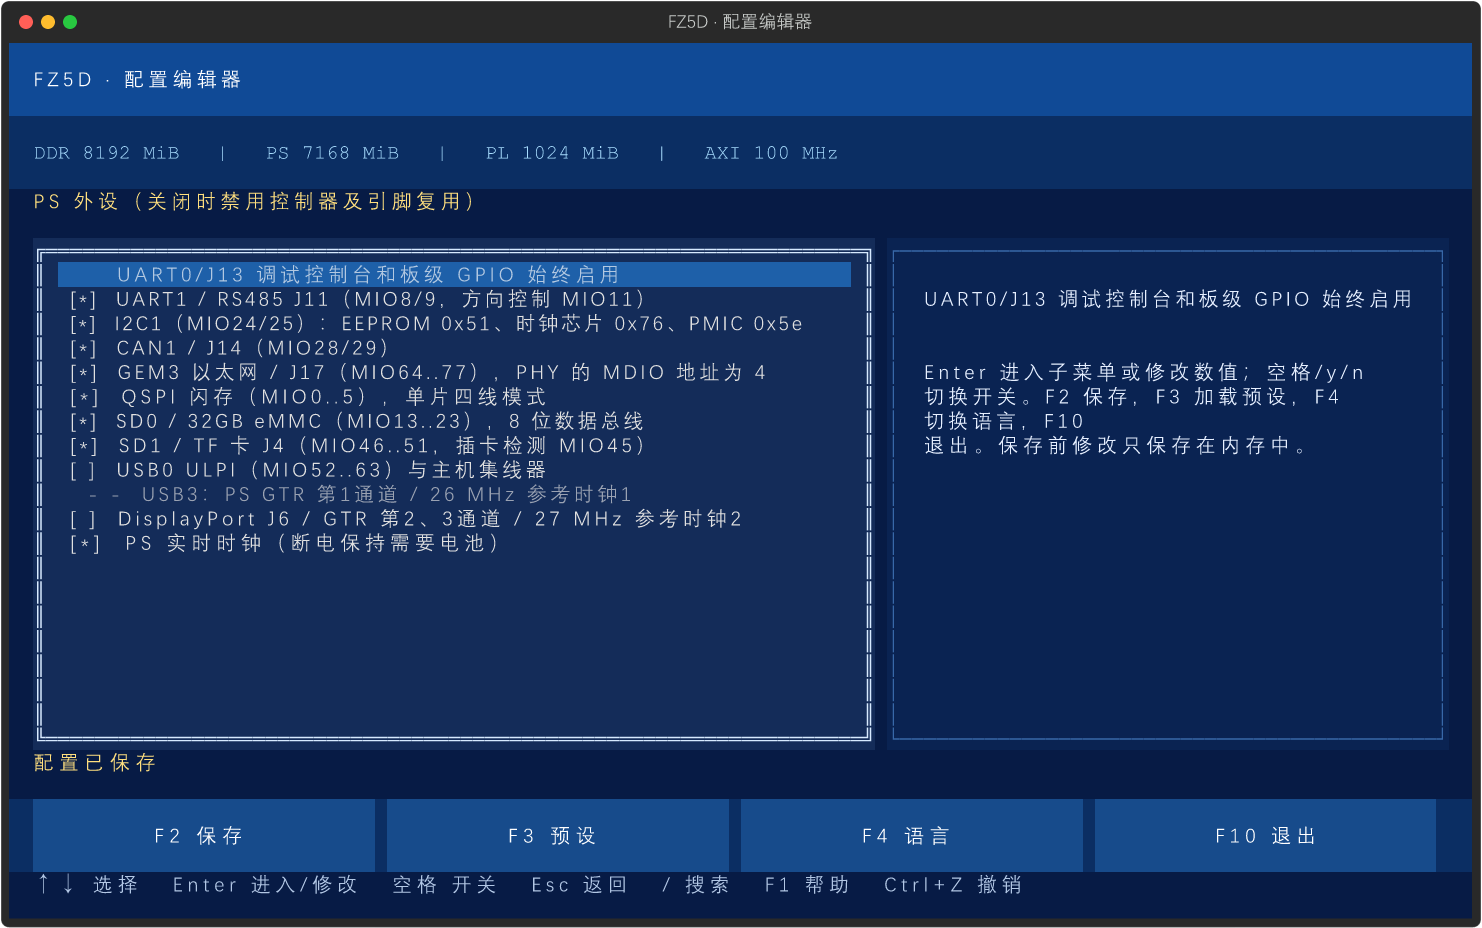 FZ5D · 配置编辑器
FZ5D · 配置编辑器
DDR 8192 MiB | PS 7168 MiB | PL 1024 MiB | AXI 100 MHz
PS 外设（关闭时禁用控制器及引脚复用）
UART0/J13 调试控制台和板级 GPIO 始终启用
[*] UART1 / RS485 J11（MIO8/9，方向控制 MIO11）
[*] I2C1（MIO24/25）：EEPROM 0x51、时钟芯片 0x76、PMIC 0x5e
[*] CAN1 / J14（MIO28/29）
[*] GEM3 以太网 / J17（MIO64..77），PHY 的 MDIO 地址为 4
[*] QSPI 闪存（MIO0..5），单片四线模式
[*] SD0 / 32GB eMMC（MIO13..23），8 位数据总线
[*] SD1 / TF 卡 J4（MIO46..51，插卡检测 MIO45）
[ ] USB0 ULPI（MIO52..63）与主机集线器
-- USB3：PS GTR 第1通道 / 26 MHz 参考时钟1
[ ] DisplayPort J6 / GTR 第2、3通道 / 27 MHz 参考时钟2
[*] PS 实时时钟（断电保持需要电池）
UART0/J13 调试控制台和板级 GPIO 始终启用
Enter 进入子菜单或修改数值；空格/y/n
切换开关。F2 保存，F3 加载预设，F4
切换语言，F10
退出。保存前修改只保存在内存中。
配置已保存
F2 保存
F3 预设
F4 语言
F10 退出
↑↓ 选择 Enter 进入/修改 空格 开关 Esc 返回 / 搜索 F1 帮助 Ctrl+Z 撤销